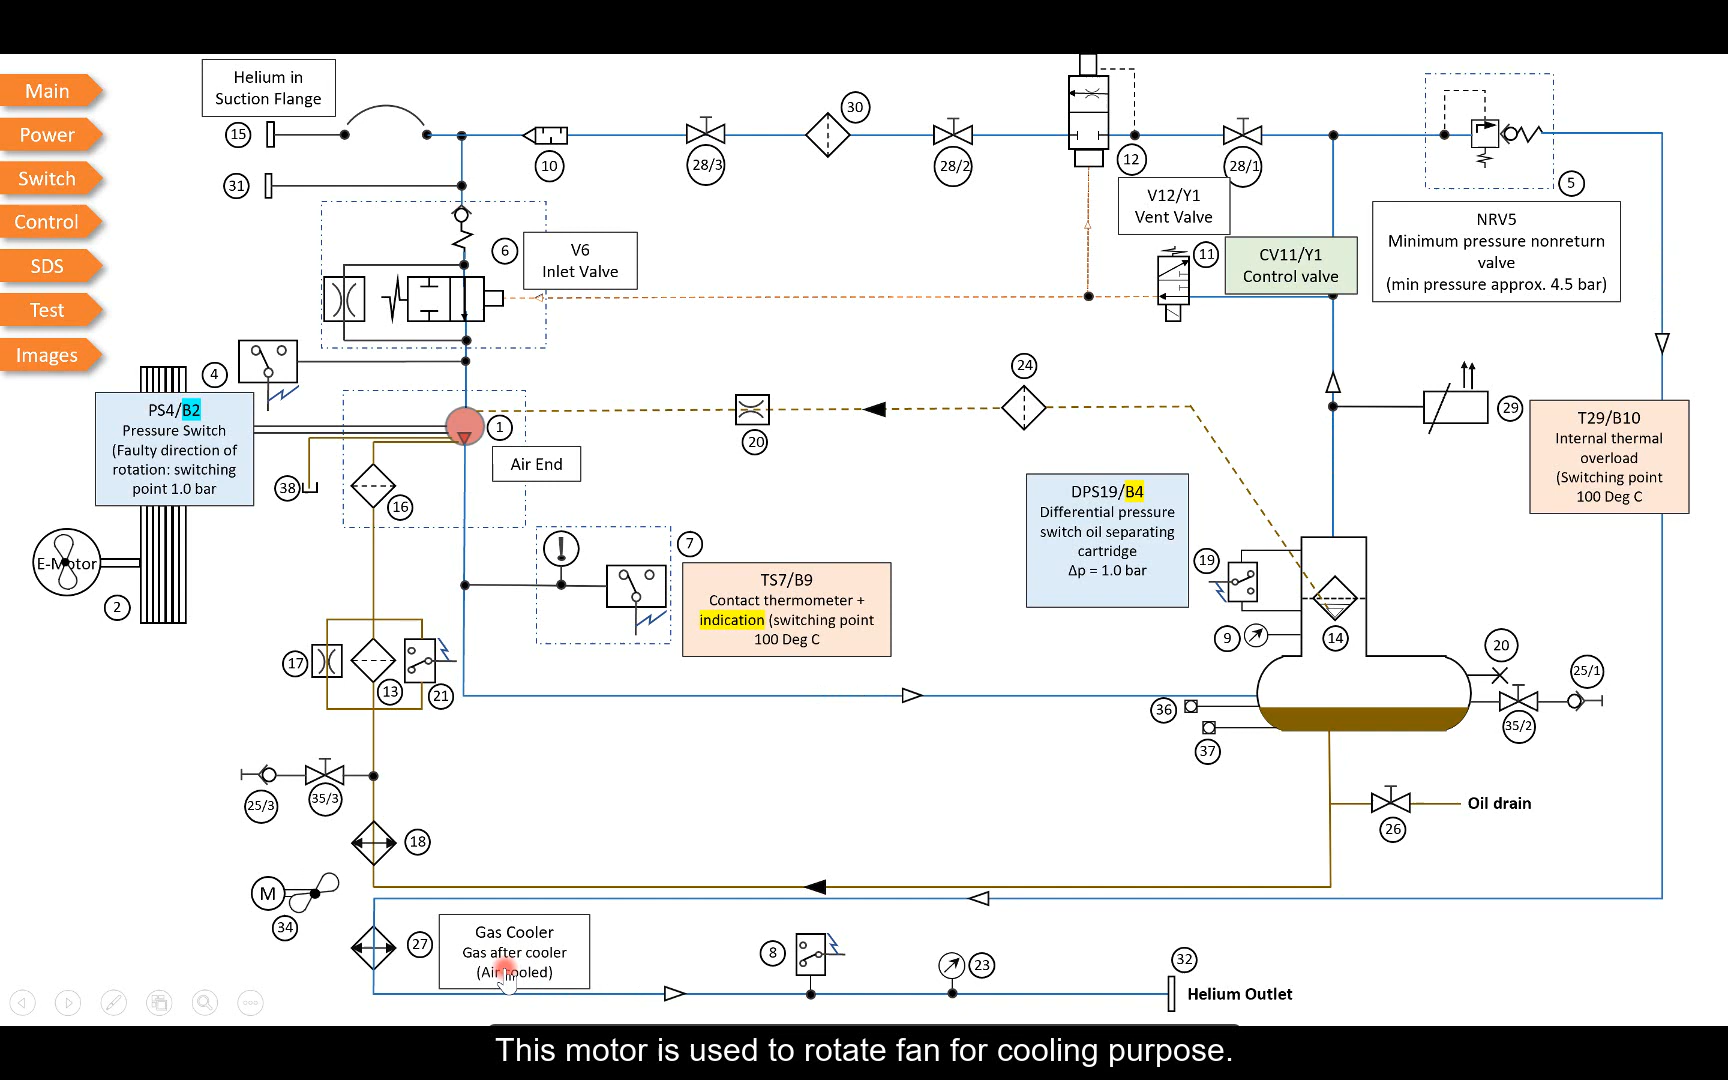 Main
Power
Switch
Control
SDS
Test
Images
Helium in
Suction Flange
15
31
10
28/3
30
28/2
12
28/1
5
V12/Y1
Vent Valve
NRV5
Minimum pressure nonreturn
valve
(min pressure approx. 4.5 bar)
6
V6
Inlet Valve
11
CV11/Y1
Control valve
4
PS4/B2
Pressure Switch
(Faulty direction of
rotation: switching
point 1.0 bar
1
Air End
24
20
29
T29/B10
Internal thermal
overload
(Switching point
100 Deg C
38
16
DPS19/B4
Differential pressure
switch oil separating
cartridge
Δp = 1.0 bar
E-Motor
2
7
TS7/B9
Contact thermometer +
indication (switching point
100 Deg C
19
9
14
17
13
21
20
25/1
36
37
35/2
25/3
35/3
26
Oil drain
18
M
34
27
Gas Cooler
Gas after cooler
(Air cooled)
8
23
32
Helium Outlet
This motor is used to rotate fan for cooling purpose.